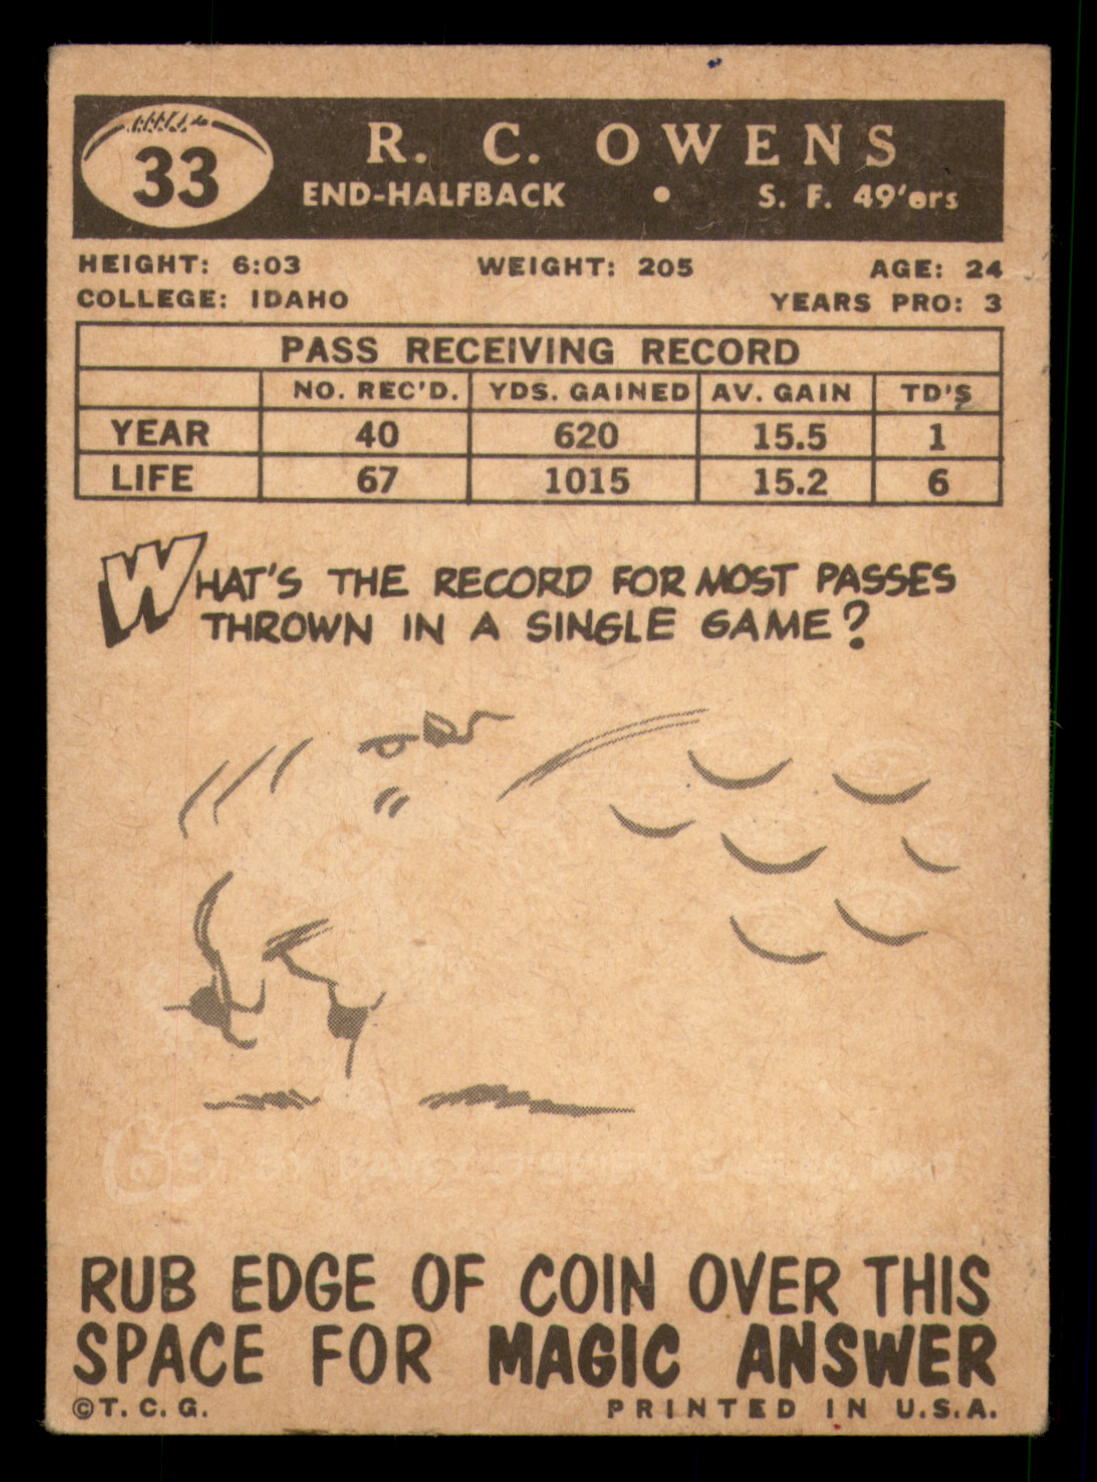 33
R. C. OWENS
END-HALFBACK • S. F. 49'ers
HEIGHT: 6:03 WEIGHT: 205 AGE: 24
COLLEGE: IDAHO YEARS PRO: 3
PASS RECEIVING RECORD
NO. REC'D. YDS. GAINED AV. GAIN TD'S
YEAR 40 620 15.5 1
LIFE 67 1015 15.2 6
WHAT'S THE RECORD FOR MOST PASSES
THROWN IN A SINGLE GAME?
BY DAVEY O'BRIEN
RUB EDGE OF COIN OVER THIS
SPACE FOR MAGIC ANSWER
©T. C. G. PRINTED IN U.S.A.